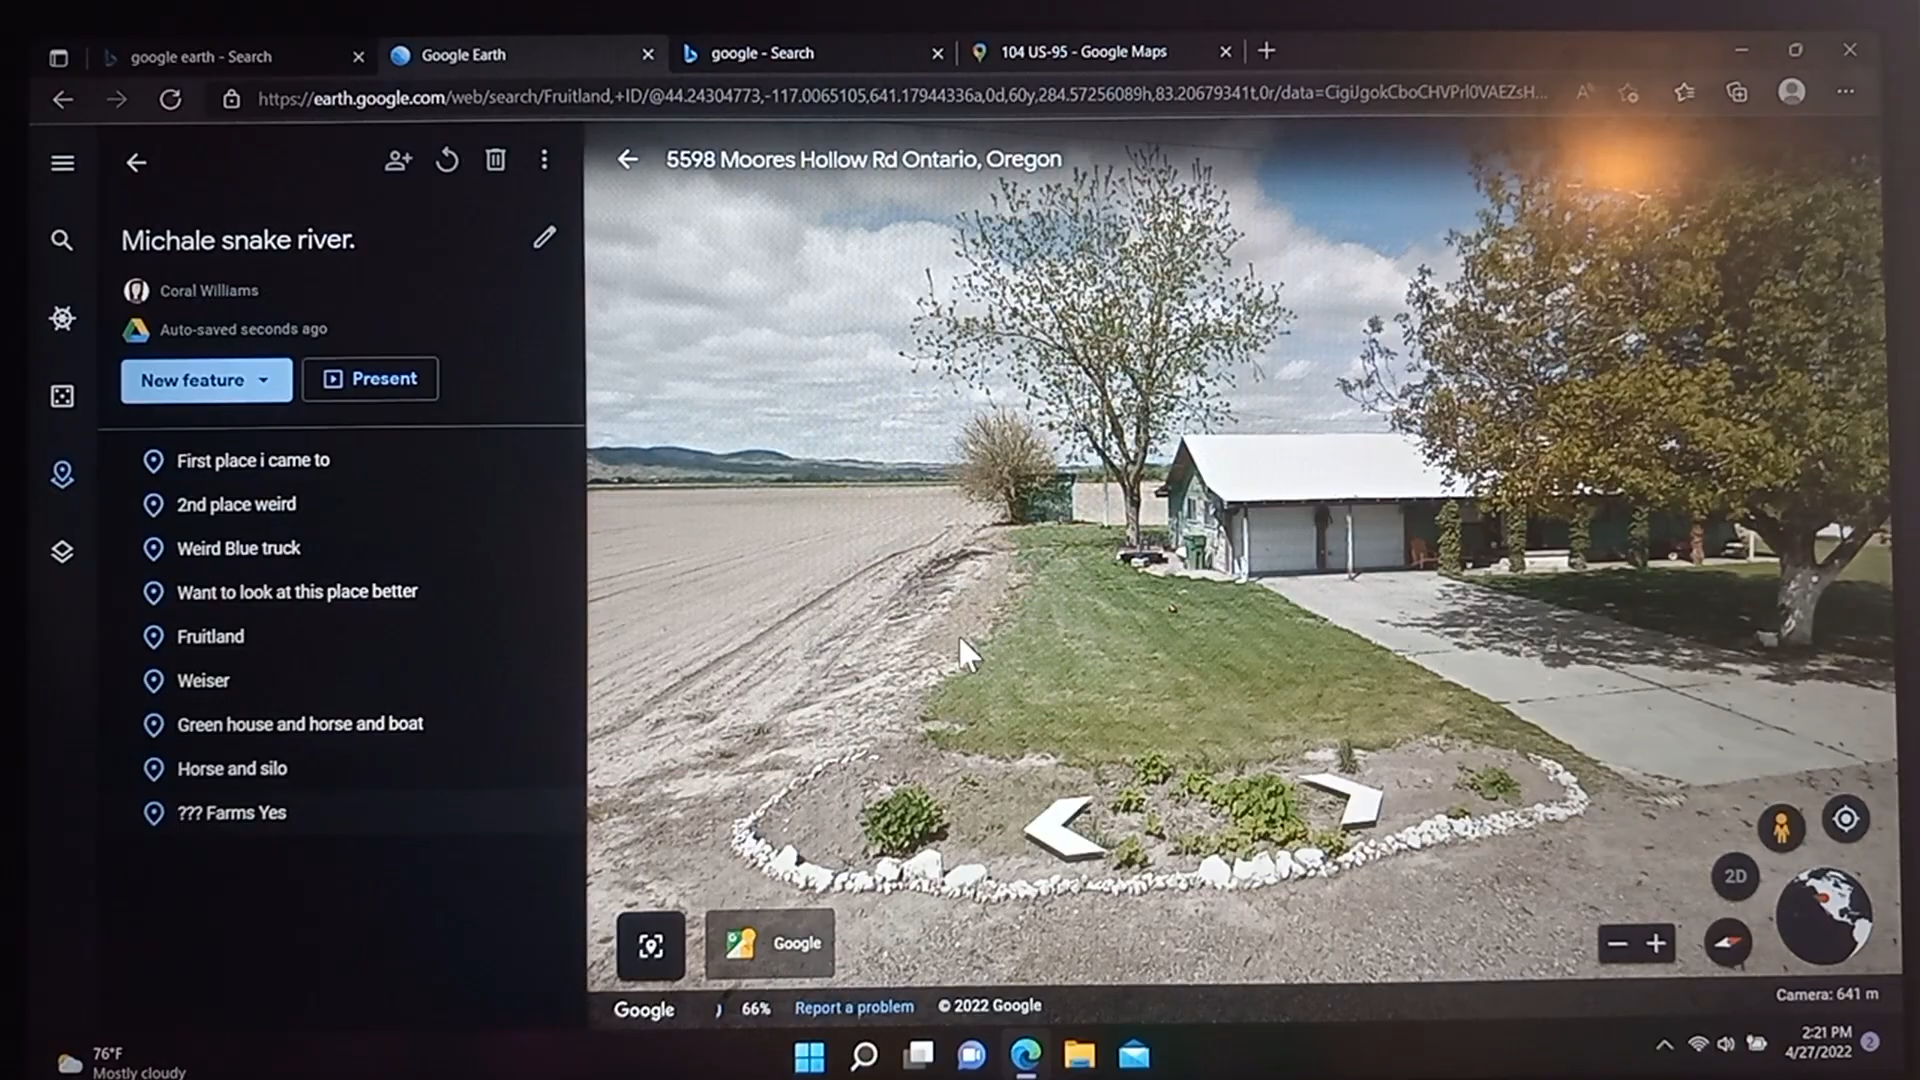 google earth - Search
Google Earth
google - Search
104 US-95 - Google Maps
https://earth.google.com/web/search/Fruitland,+ID/@44.24304773,-117.0065105,641.17944336a,0d,60y,284.57256089h,83.20679341t,0r/data=CigiJgokCboCHVPrl0VAEZsH...
5598 Moores Hollow Rd Ontario, Oregon
Michale snake river.
Coral Williams
Auto-saved seconds ago
New feature
Present
First place i came to
2nd place weird
Weird Blue truck
Want to look at this place better
Fruitland
Weiser
Green house and horse and boat
Horse and silo
??? Farms Yes
2D
Google
Google
66%
Report a problem
© 2022 Google
Camera: 641 m
76°F
Mostly cloudy
2:21 PM
4/27/2022
2